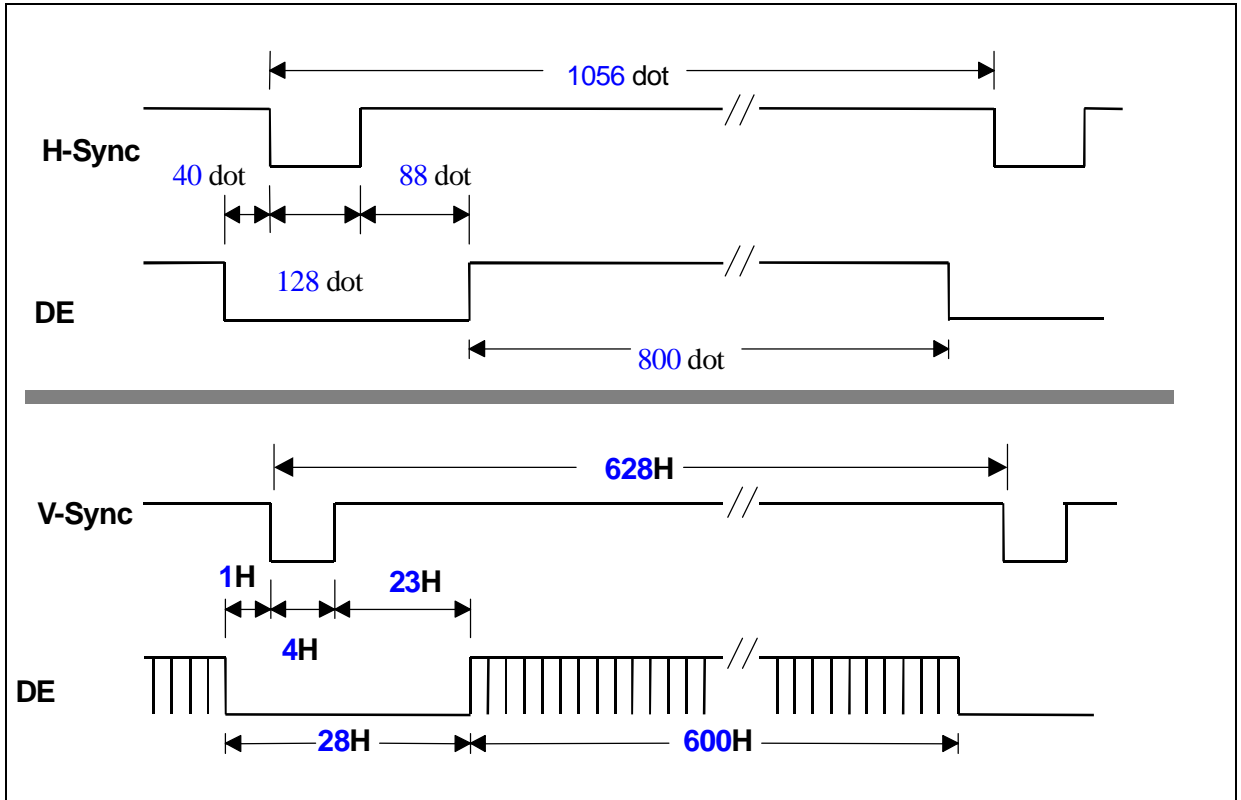 1056 dot
H-Sync
40 dot
88 dot
128 dot
DE
800 dot
628H
V-Sync
1H
23H
4H
DE
28H
600H